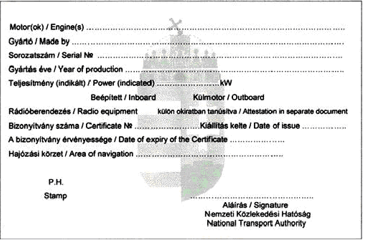 Motor(ok) / Engine(s) ........................................................................
Gyártó / Made by ........................................................................
Sorozatszám / Serial № ........................................................................
Gyártás éve / Year of production ........................................................................
Teljesítmény (indikált) / Power (indicated) ..............................kW
Beépített / Inboard Külmotor / Outboard
Rádióberendezés / Radio equipment külön okiratban tanúsítva / Attestation in separate document
Bizonyítvány száma / Certificate № ......................Kiállítás kelte / Date of issue ......................
A bizonyítvány érvényessége / Date of expiry of the Certificate ......................
Hajózási körzet / Area of navigation ..............................................
P.H.
Stamp
Aláírás / Signature
Nemzeti Közlekedési Hatóság
National Transport Authority